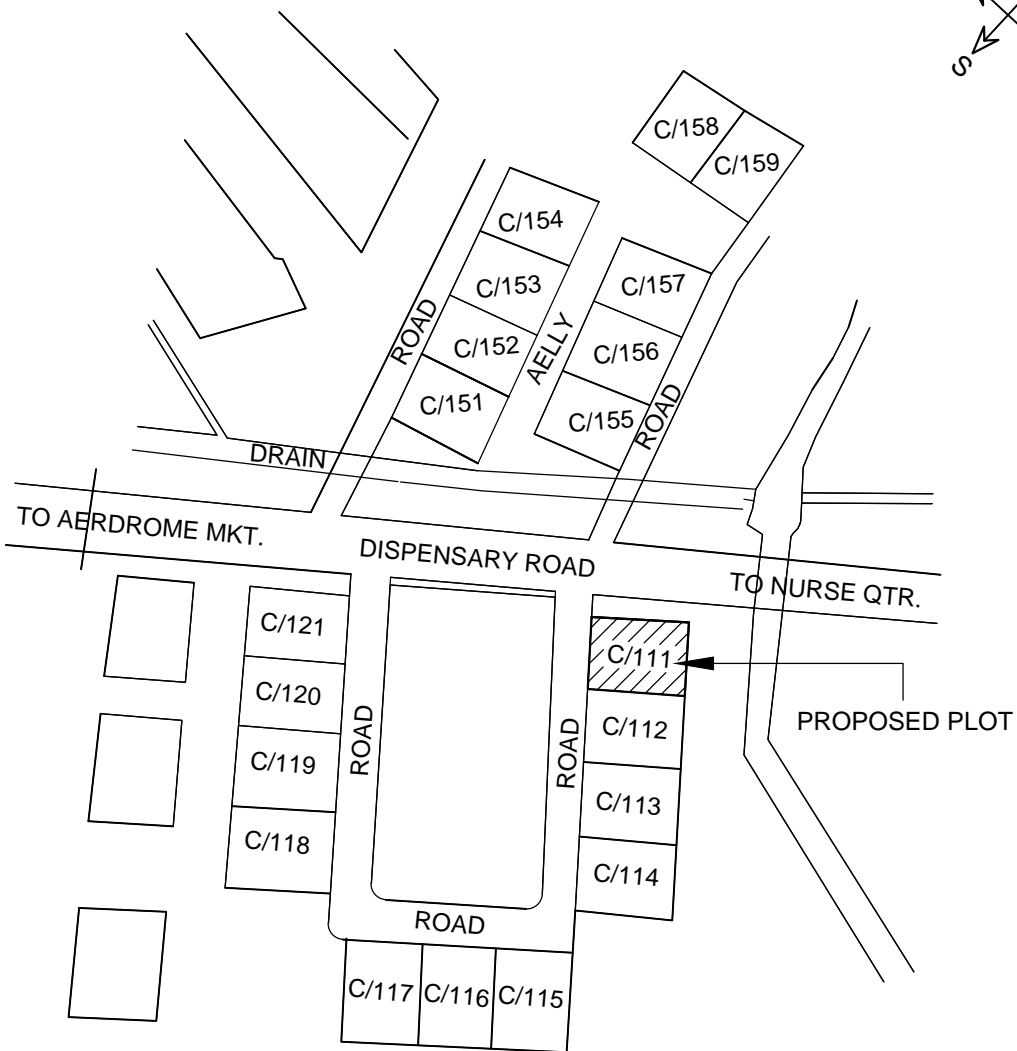 S
C/158
C/159
C/154
C/153
C/157
ROAD
C/152
AELLY
C/156
C/151
C/155
ROAD
DRAIN
TO AERDROME MKT.
DISPENSARY ROAD
TO NURSE QTR.
C/121
C/111
C/120
C/112
PROPOSED PLOT
ROAD
ROAD
C/119
C/113
C/118
C/114
ROAD
C/117
C/116
C/115